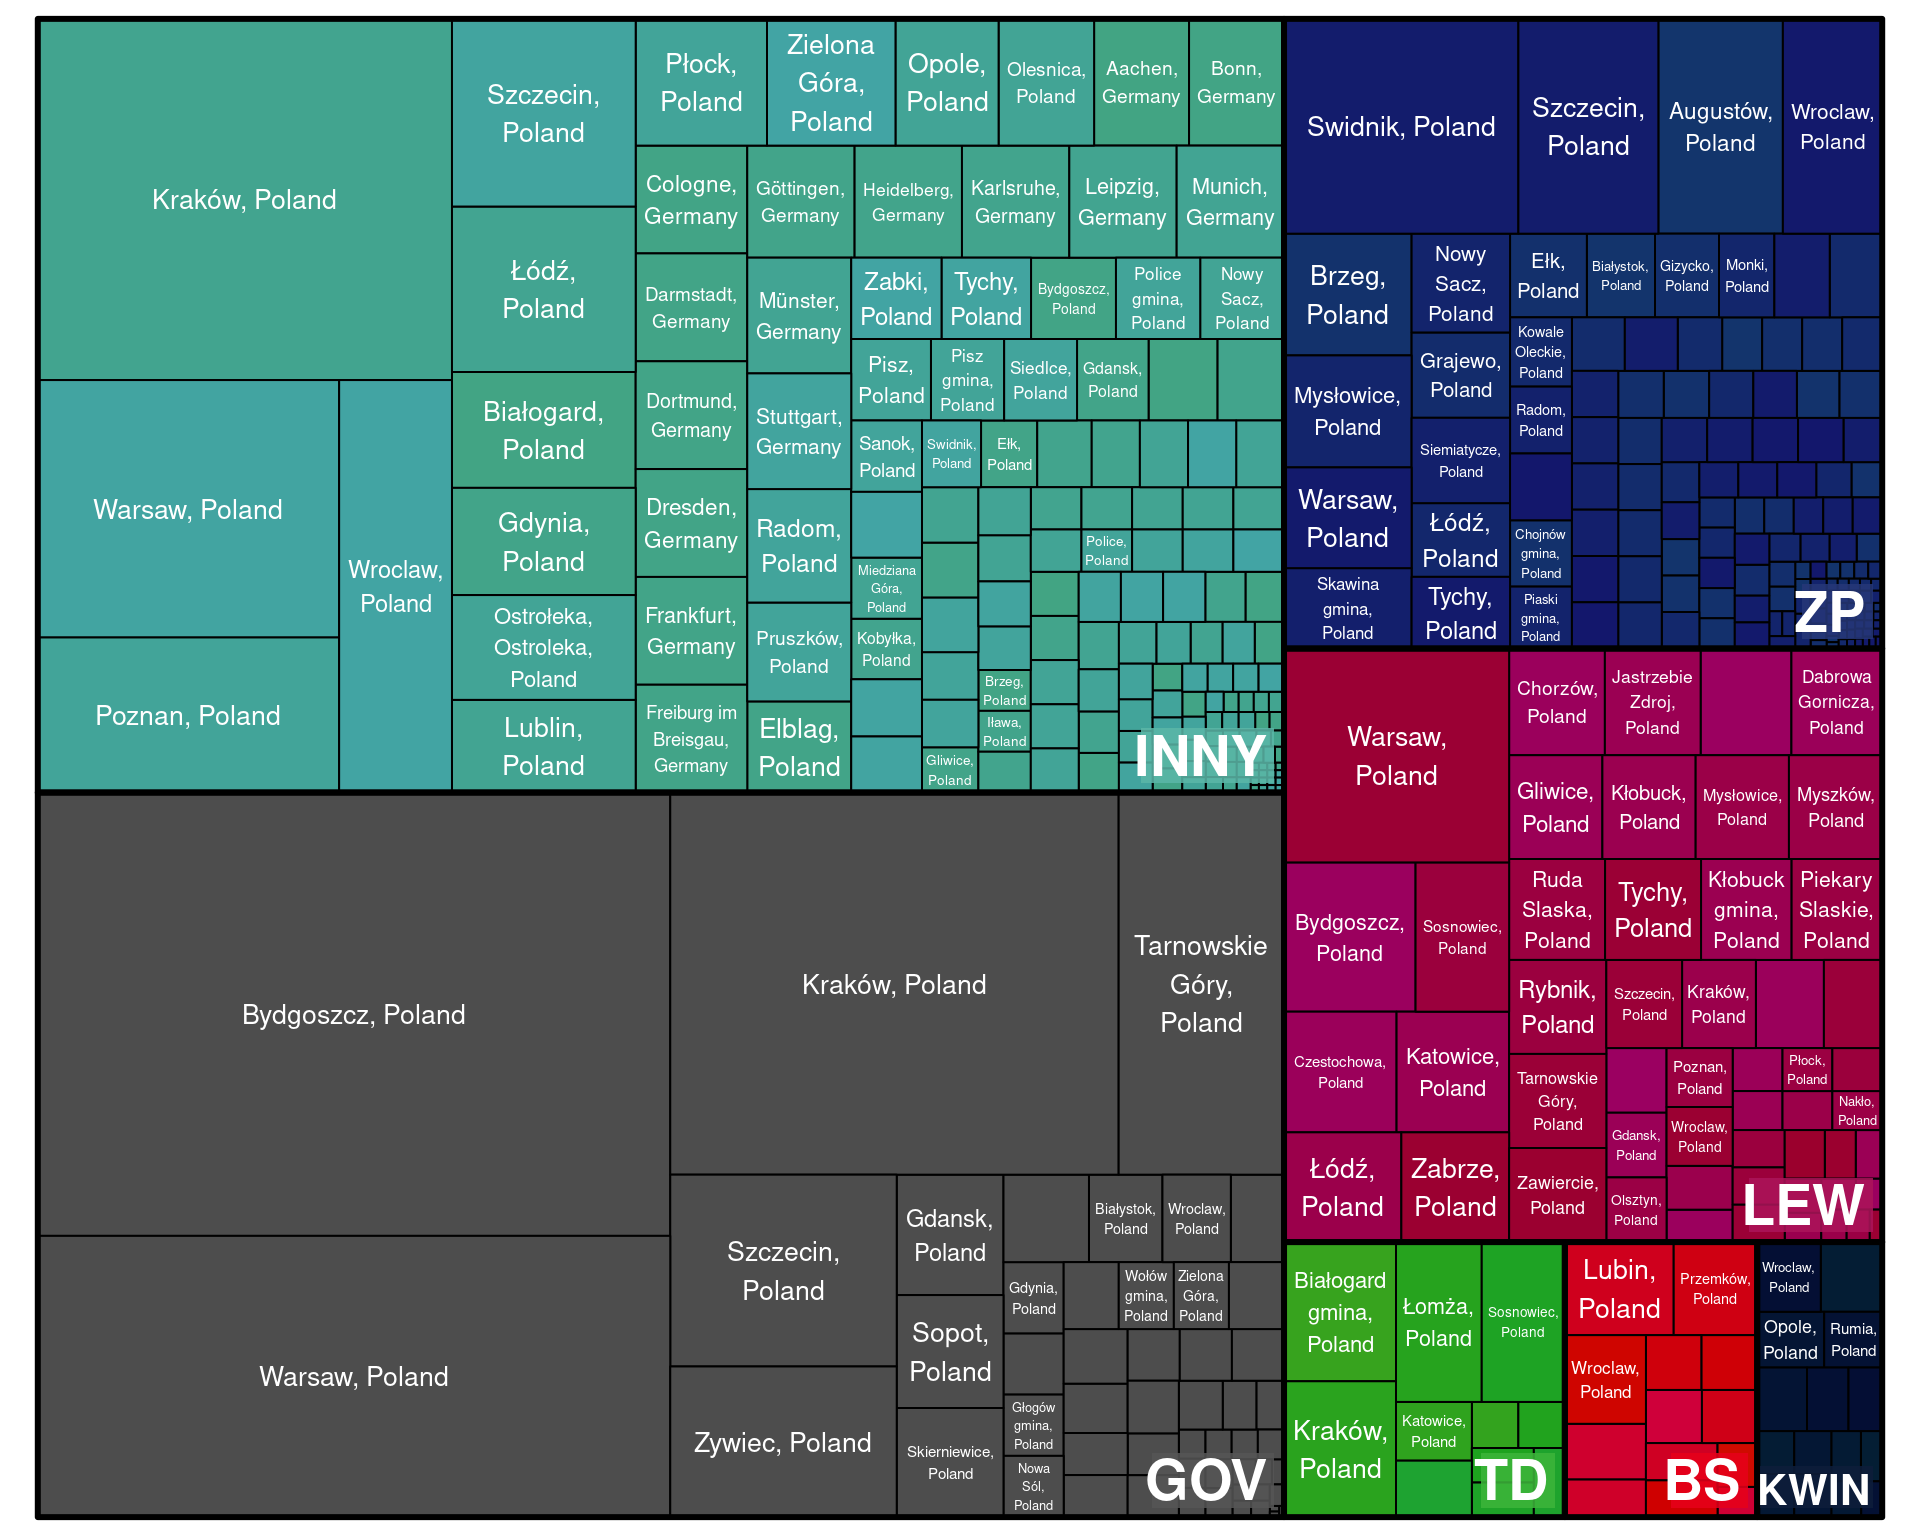 Kraków, Poland
Warsaw, Poland
Poznan, Poland
Wroclaw,
Poland
Szczecin,
Poland
Łódź,
Poland
Białogard,
Poland
Gdynia,
Poland
Ostrołeka,
Ostroleka,
Poland
Lublin,
Poland
Płock,
Poland
Zielona
Góra,
Poland
Opole,
Poland
Olesnica,
Poland
Aachen,
Germany
Bonn,
Germany
Cologne,
Germany
Göttingen,
Germany
Heidelberg,
Germany
Karlsruhe,
Germany
Leipzig,
Germany
Munich,
Germany
Darmstadt,
Germany
Dortmund,
Germany
Dresden,
Germany
Frankfurt,
Germany
Freiburg im
Breisgau,
Germany
Münster,
Germany
Stuttgart,
Germany
Radom,
Poland
Pruszków,
Poland
Elblag,
Poland
Zabki,
Poland
Tychy,
Poland
Bydgoszcz,
Poland
Police
gmina,
Poland
Nowy
Sacz,
Poland
Pisz,
Poland
Pisz
gmina,
Poland
Siedlce,
Poland
Gdansk,
Poland
Sanok,
Poland
Swidnik,
Poland
Ełk,
Poland
Police,
Poland
Miedziana
Góra,
Poland
Kobyłka,
Poland
Brzeg,
Poland
Iława,
Poland
Gliwice,
Poland
INNY
Swidnik, Poland
Szczecin,
Poland
Augustów,
Poland
Wroclaw,
Poland
Brzeg,
Poland
Mysłowice,
Poland
Warsaw,
Poland
Skawina
gmina,
Poland
Nowy
Sacz,
Poland
Grajewo,
Poland
Siemiatycze,
Poland
Łódź,
Poland
Tychy,
Poland
Ełk,
Poland
Białystok,
Poland
Gizycko,
Poland
Monki,
Poland
Kowale
Oleckie,
Poland
Radom,
Poland
Chojnów
gmina,
Poland
Piaski
gmina,
Poland
ZP
Bydgoszcz, Poland
Warsaw, Poland
Kraków, Poland
Tarnowskie
Góry,
Poland
Szczecin,
Poland
Zywiec, Poland
Gdansk,
Poland
Sopot,
Poland
Skierniewice,
Poland
Białystok,
Poland
Wroclaw,
Poland
Gdynia,
Poland
Wołów
gmina,
Poland
Zielona
Góra,
Poland
Głogów
gmina,
Poland
Nowa
Sól,
Poland
GOV
Warsaw,
Poland
Bydgoszcz,
Poland
Sosnowiec,
Poland
Czestochowa,
Poland
Katowice,
Poland
Łódź,
Poland
Zabrze,
Poland
Chorzów,
Poland
Jastrzebie
Zdroj,
Poland
Dabrowa
Gornicza,
Poland
Gliwice,
Poland
Kłobuck,
Poland
Mysłowice,
Poland
Myszków,
Poland
Ruda
Slaska,
Poland
Tychy,
Poland
Kłobuck
gmina,
Poland
Piekary
Slaskie,
Poland
Rybnik,
Poland
Szczecin,
Poland
Kraków,
Poland
Tarnowskie
Góry,
Poland
Zawiercie,
Poland
Poznan,
Poland
Płock,
Poland
Nakło,
Poland
Gdansk,
Poland
Wroclaw,
Poland
Olsztyn,
Poland
LEW
Białogard
gmina,
Poland
Kraków,
Poland
Łomża,
Poland
Sosnowiec,
Poland
Katowice,
Poland
TD
Lubin,
Poland
Przemków,
Poland
Wroclaw,
Poland
BS
Wroclaw,
Poland
Opole,
Poland
Rumia,
Poland
KWIN